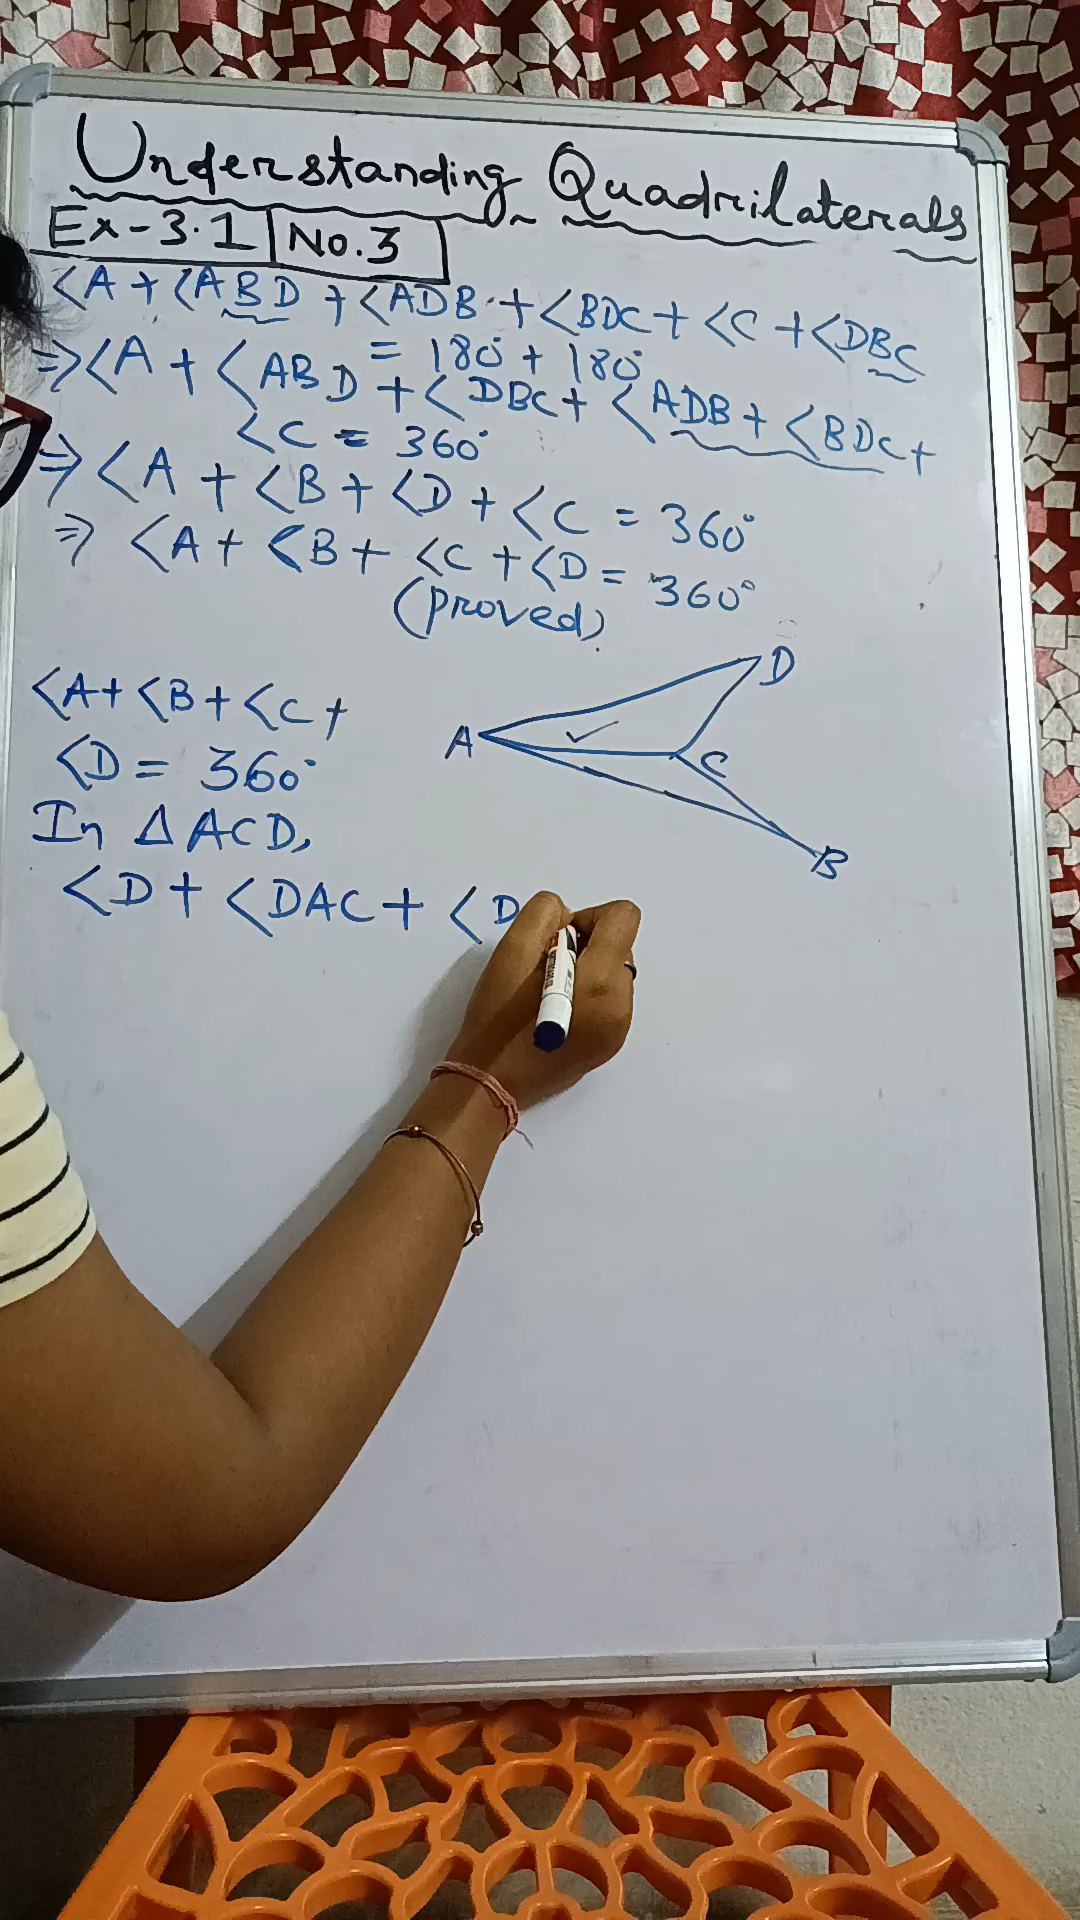 Understanding Quadrilaterals
Ex-3.1 No.3
<A + <ABD + <ADB + <BDC + <C + <DBC
= 180° + 180°
⇒ <A + <ABD + <DBC + <ADB + <BDC +
<C = 360°
⇒ <A + <B + <D + <C = 360°
⇒ <A + <B + <C + <D = 360°
(proved)
<A + <B + <C +
<D = 360°
In △ ACD,
<D + <DAC + <D
D
A
C
B